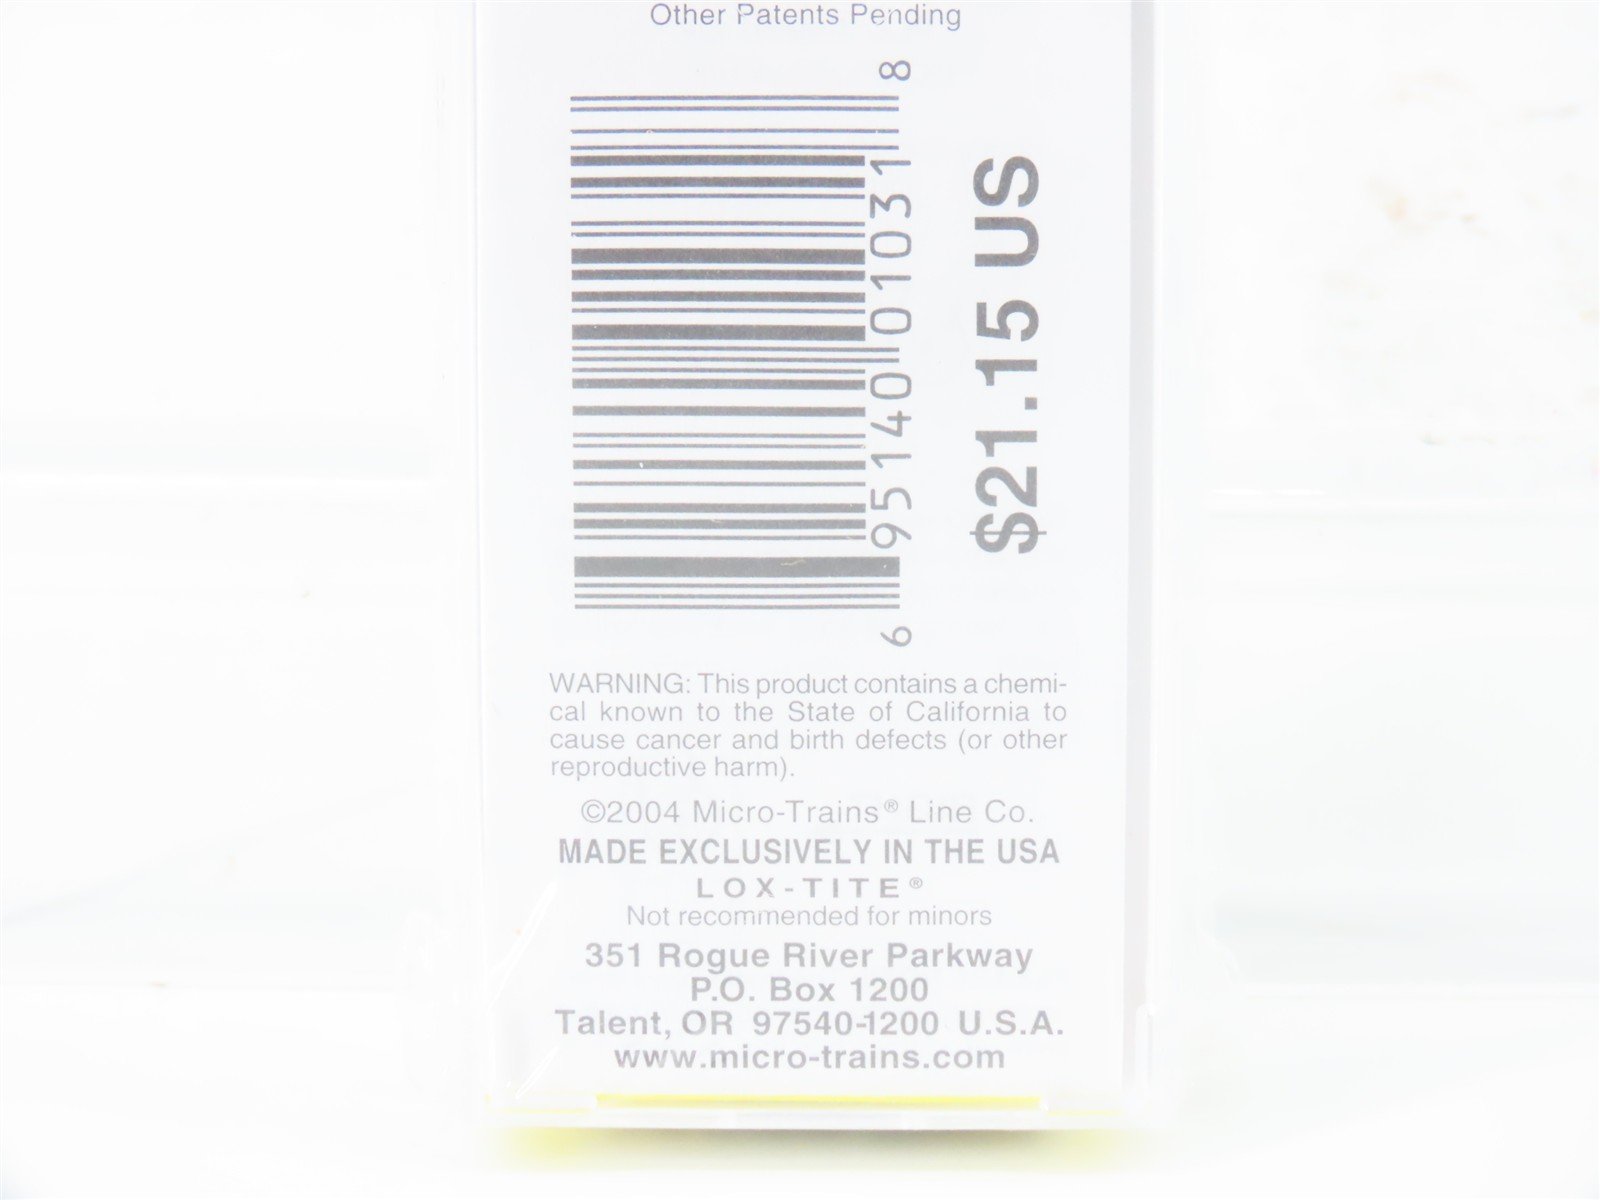 Other Patents Pending
6 95140 01031 8
$21.15 US
WARNING: This product contains a chemi-
cal known to the State of California to
cause cancer and birth defects (or other
reproductive harm).
©2004 Micro-Trains® Line Co.
MADE EXCLUSIVELY IN THE USA
LOX-TITE®
Not recommended for minors
351 Rogue River Parkway
P.O. Box 1200
Talent, OR 97540-1200 U.S.A.
www.micro-trains.com